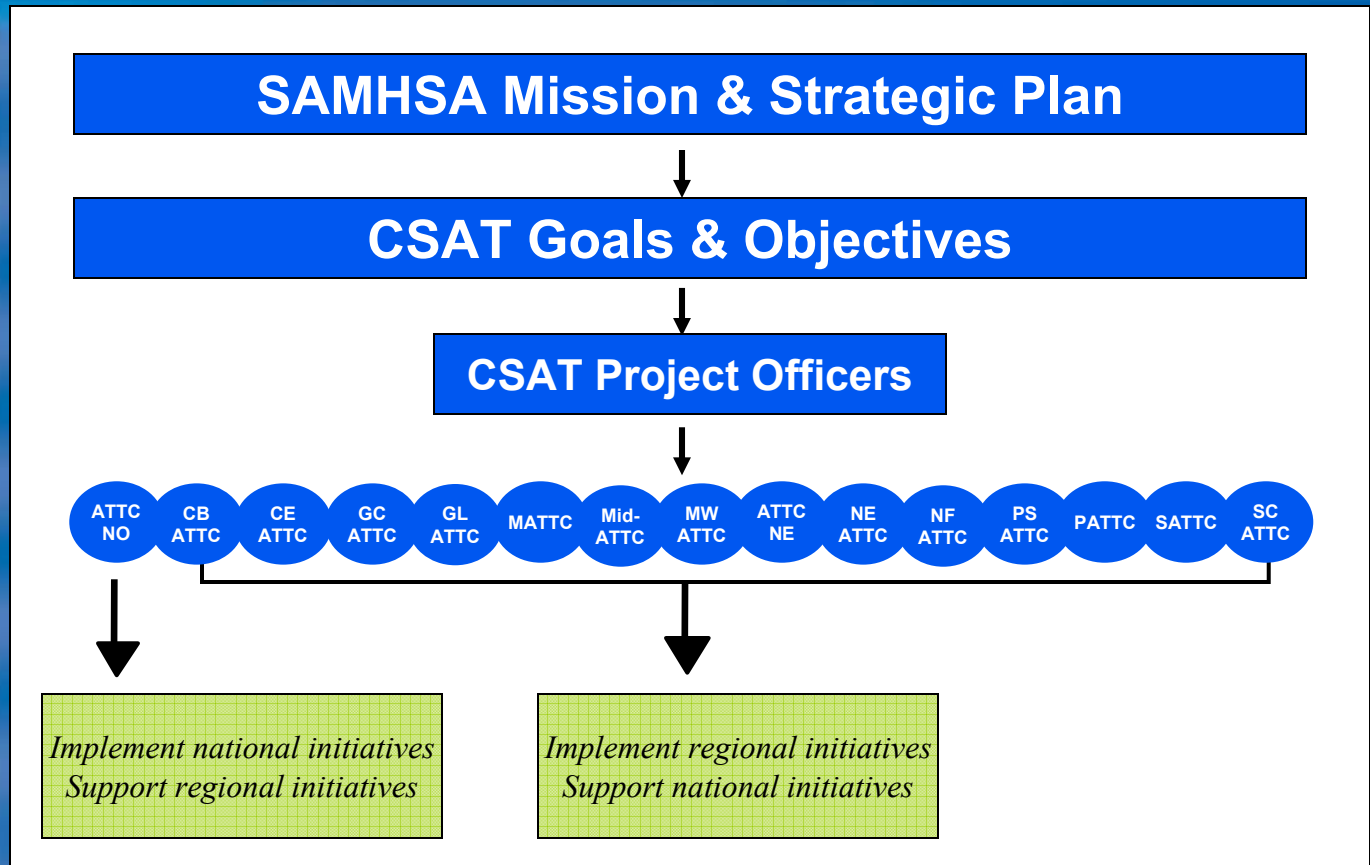 SAMHSA Mission & Strategic Plan
CSAT Goals & Objectives
CSAT Project Officers
ATTC
NO
CB
ATTC
CE
ATTC
GC
ATTC
GL
ATTC
MATTC
Mid-
ATTC
MW
ATTC
ATTC
NE
NE
ATTC
NF
ATTC
PS
ATTC
PATTC
SATTC
SC
ATTC
Implement national initiatives
Support regional initiatives
Implement regional initiatives
Support national initiatives